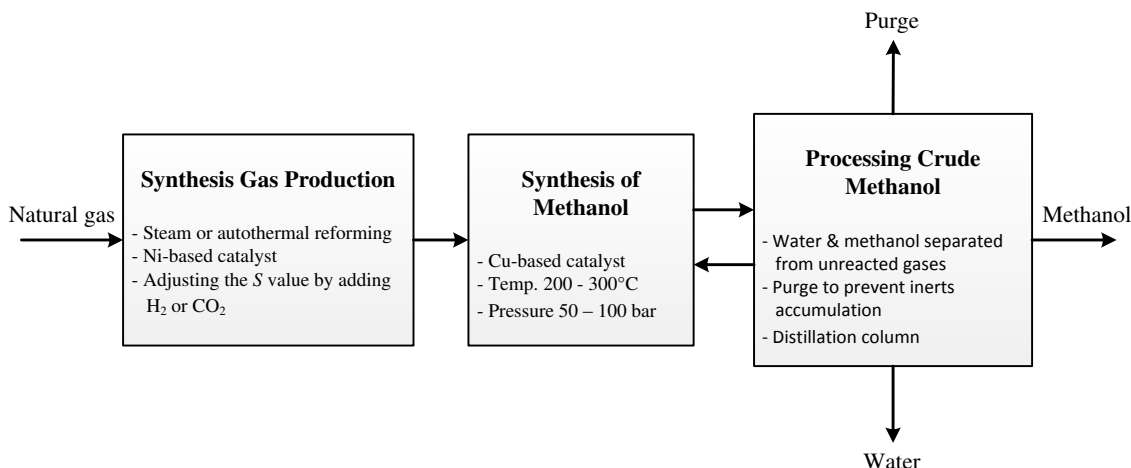 Purge
Natural gas
Synthesis Gas Production
- Steam or autothermal reforming
- Ni-based catalyst
- Adjusting the S value by adding
H₂ or CO₂
Synthesis of
Methanol
- Cu-based catalyst
- Temp. 200 - 300°C
- Pressure 50 – 100 bar
Processing Crude
Methanol
- Water & methanol separated
from unreacted gases
- Purge to prevent inerts
accumulation
- Distillation column
Methanol
Water